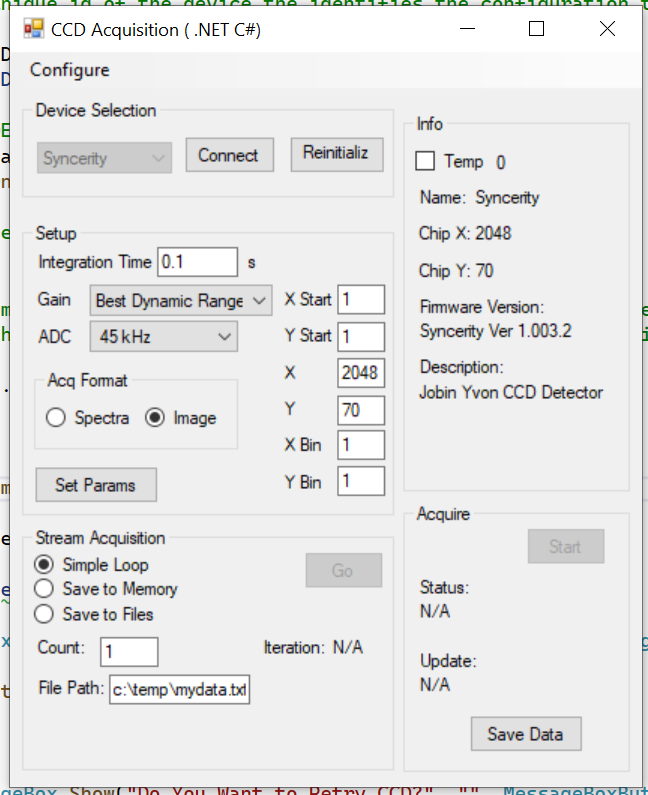 nique id of the device the identifies the configuration t
CCD Acquisition ( .NET C#)
Configure
Device Selection
Syncerity
Connect
Reinitializ
Setup
Integration Time 0.1 s
Gain Best Dynamic Range
ADC 45 kHz
Acq Format
Spectra
Image
Set Params
X Start 1
Y Start 1
X 2048
Y 70
X Bin 1
Y Bin 1
Stream Acquisition
Simple Loop
Save to Memory
Save to Files
Go
Count: 1
Iteration: N/A
File Path: c:\temp\mydata.txt
Info
Temp 0
Name: Syncerity
Chip X: 2048
Chip Y: 70
Firmware Version:
Syncerity Ver 1.003.2
Description:
Jobin Yvon CCD Detector
Acquire
Start
Status:
N/A
Update:
N/A
Save Data
geBox.Show("Do You Want to Retry CCD?", "", MessageBoxBut